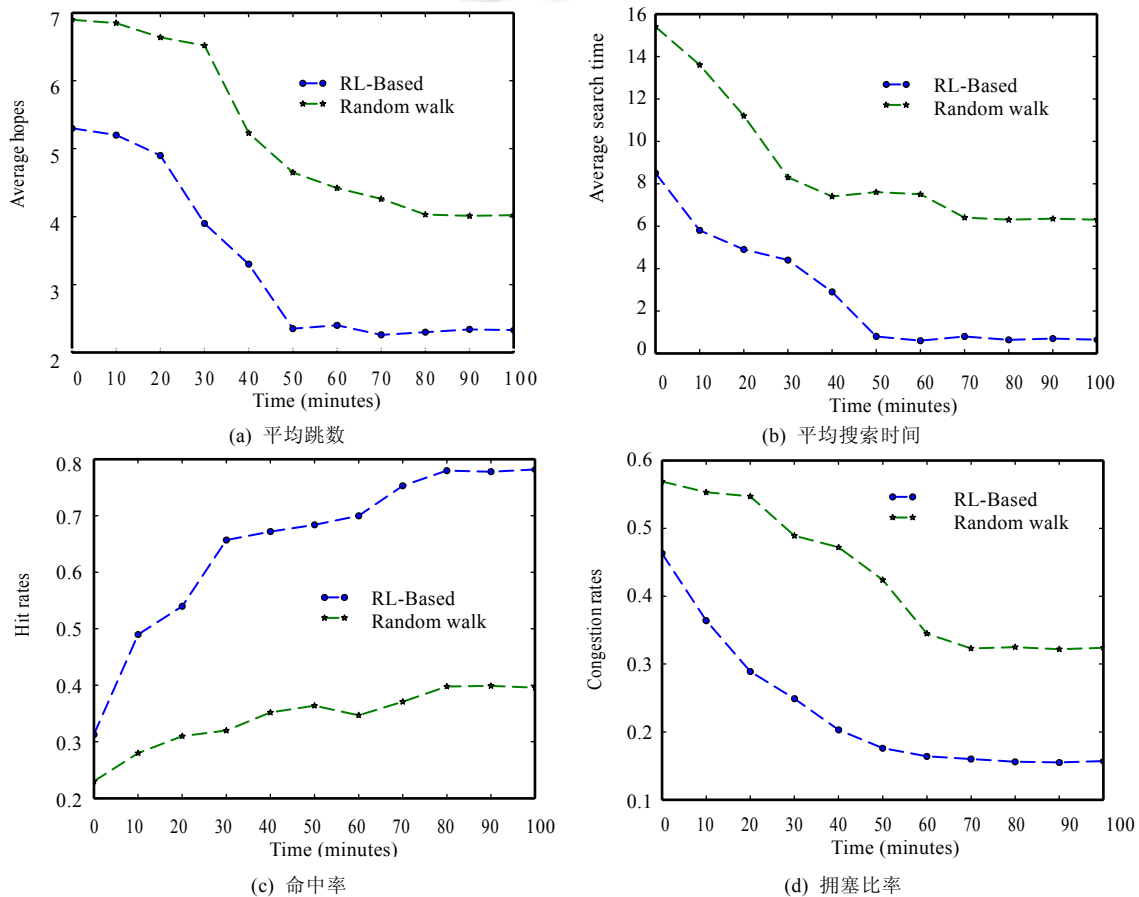 7
6
5
4
3
2
Average hopes
RL-Based
Random walk
0 10 20 30 40 50 60 70 80 90 100
Time (minutes)
(a) 平均跳数
16
14
12
10
8
6
4
2
0
Average search time
RL-Based
Random walk
0 10 20 30 40 50 60 70 80 90 100
Time (minutes)
(b) 平均搜索时间
0.8
0.7
0.6
0.5
0.4
0.3
0.2
Hit rates
RL-Based
Random walk
0 10 20 30 40 50 60 70 80 90 100
Time (minutes)
(c) 命中率
0.6
0.5
0.4
0.3
0.2
0.1
Congestion rates
RL-Based
Random walk
0 10 20 30 40 50 60 70 80 90 100
Time (minutes)
(d) 拥塞比率